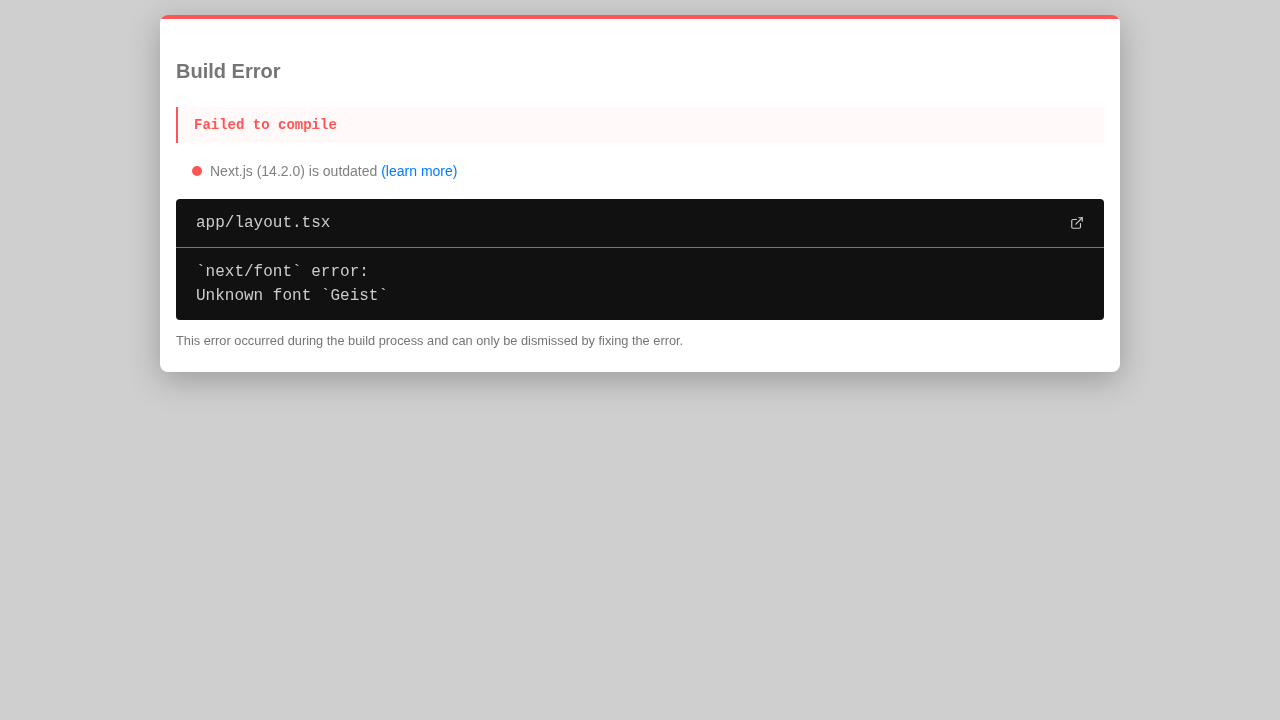 Build Error
Failed to compile
Next.js (14.2.0) is outdated (learn more)
app/layout.tsx
`next/font` error:
Unknown font `Geist`
This error occurred during the build process and can only be dismissed by fixing the error.